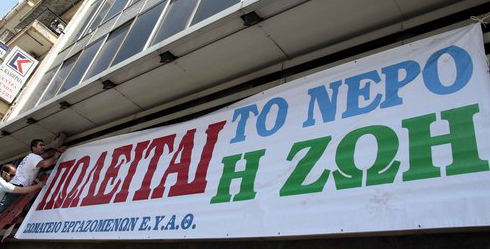 ΠΩΛΕΙΤΑΙ
ΤΟ ΝΕΡΟ
Η ΖΩΗ
ΣΩΜΑΤΕΙΟ ΕΡΓΑΖΟΜΕΝΩΝ Ε.Υ.Α.Θ.